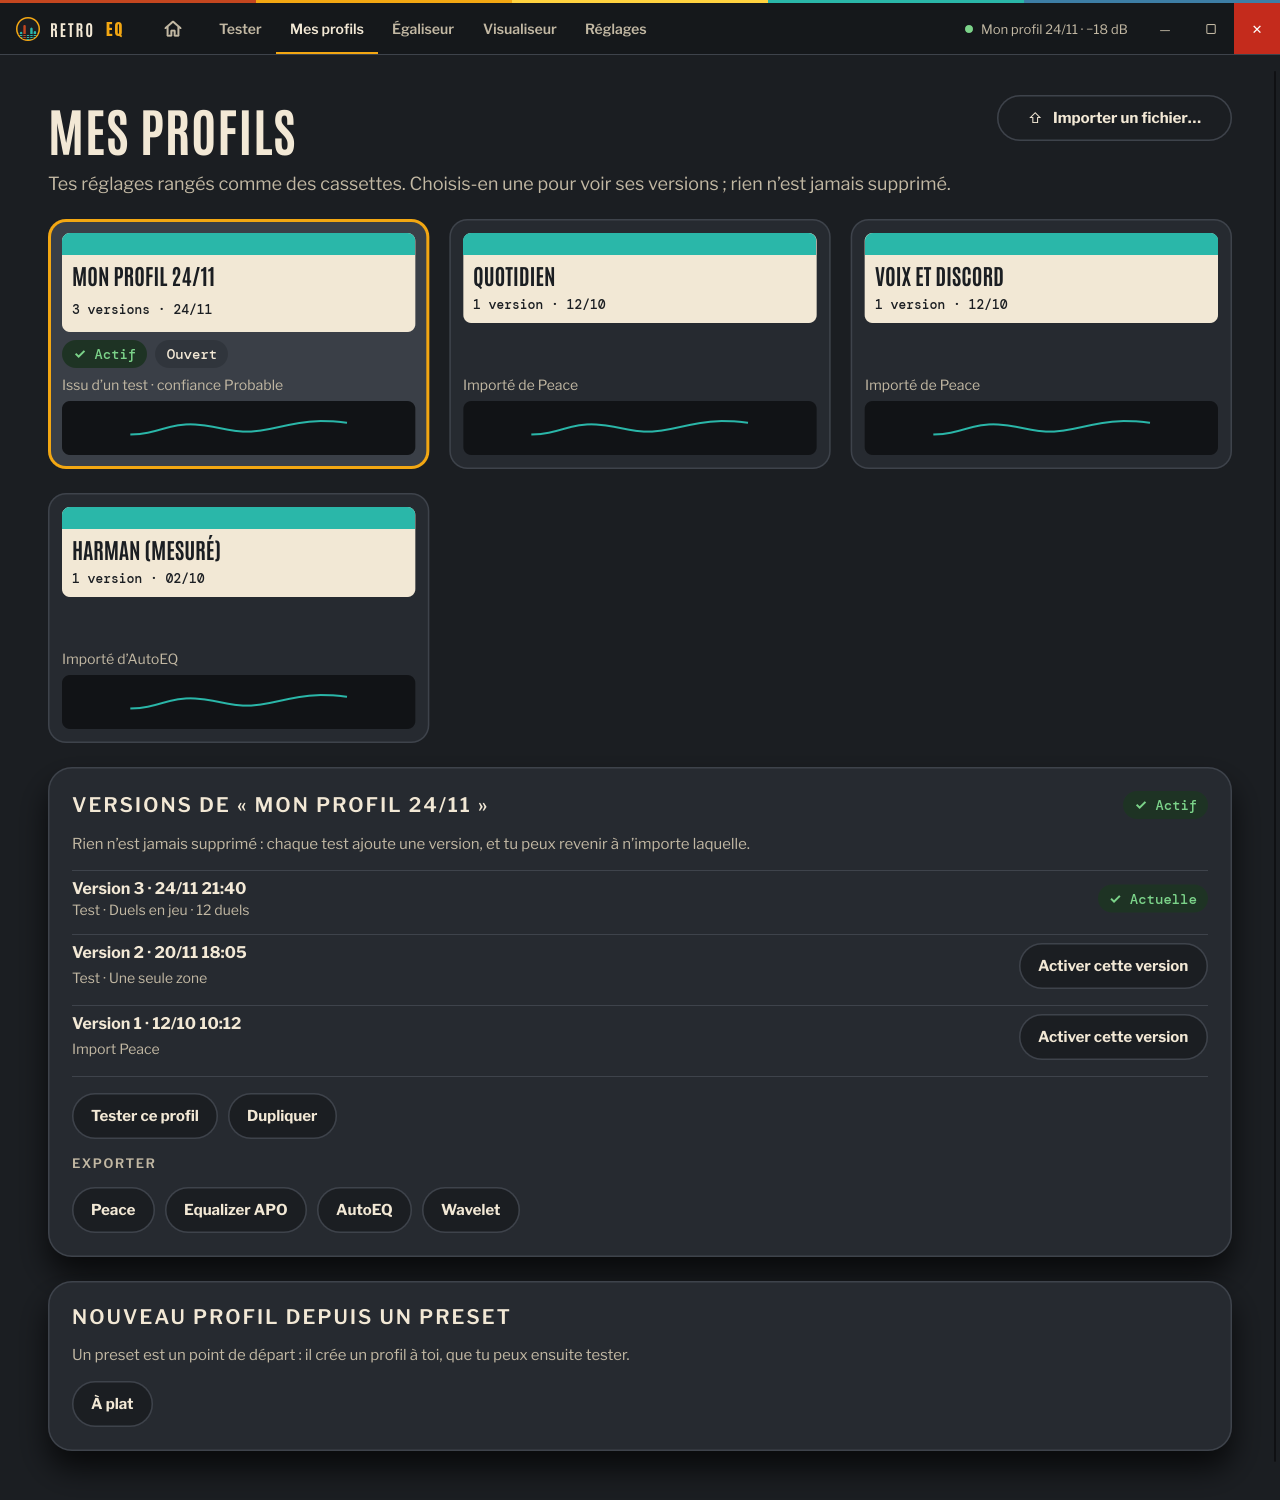 RETRO EQ
Tester
Mes profils
Égaliseur
Visualiseur
Réglages
Mon profil 24/11 · −18 dB
MES PROFILS
Importer un fichier…
Tes réglages rangés comme des cassettes. Choisis-en une pour voir ses versions ; rien n’est jamais supprimé.
MON PROFIL 24/11
3 versions · 24/11
✓ Actif
Ouvert
Issu d’un test · confiance Probable
QUOTIDIEN
1 version · 12/10
Importé de Peace
VOIX ET DISCORD
1 version · 12/10
Importé de Peace
HARMAN (MESURÉ)
1 version · 02/10
Importé d’AutoEQ
VERSIONS DE « MON PROFIL 24/11 »
✓ Actif
Rien n’est jamais supprimé : chaque test ajoute une version, et tu peux revenir à n’importe laquelle.
Version 3 · 24/11 21:40
Test · Duels en jeu · 12 duels
✓ Actuelle
Version 2 · 20/11 18:05
Test · Une seule zone
Activer cette version
Version 1 · 12/10 10:12
Import Peace
Activer cette version
Tester ce profil
Dupliquer
EXPORTER
Peace
Equalizer APO
AutoEQ
Wavelet
NOUVEAU PROFIL DEPUIS UN PRESET
Un preset est un point de départ : il crée un profil à toi, que tu peux ensuite tester.
À plat